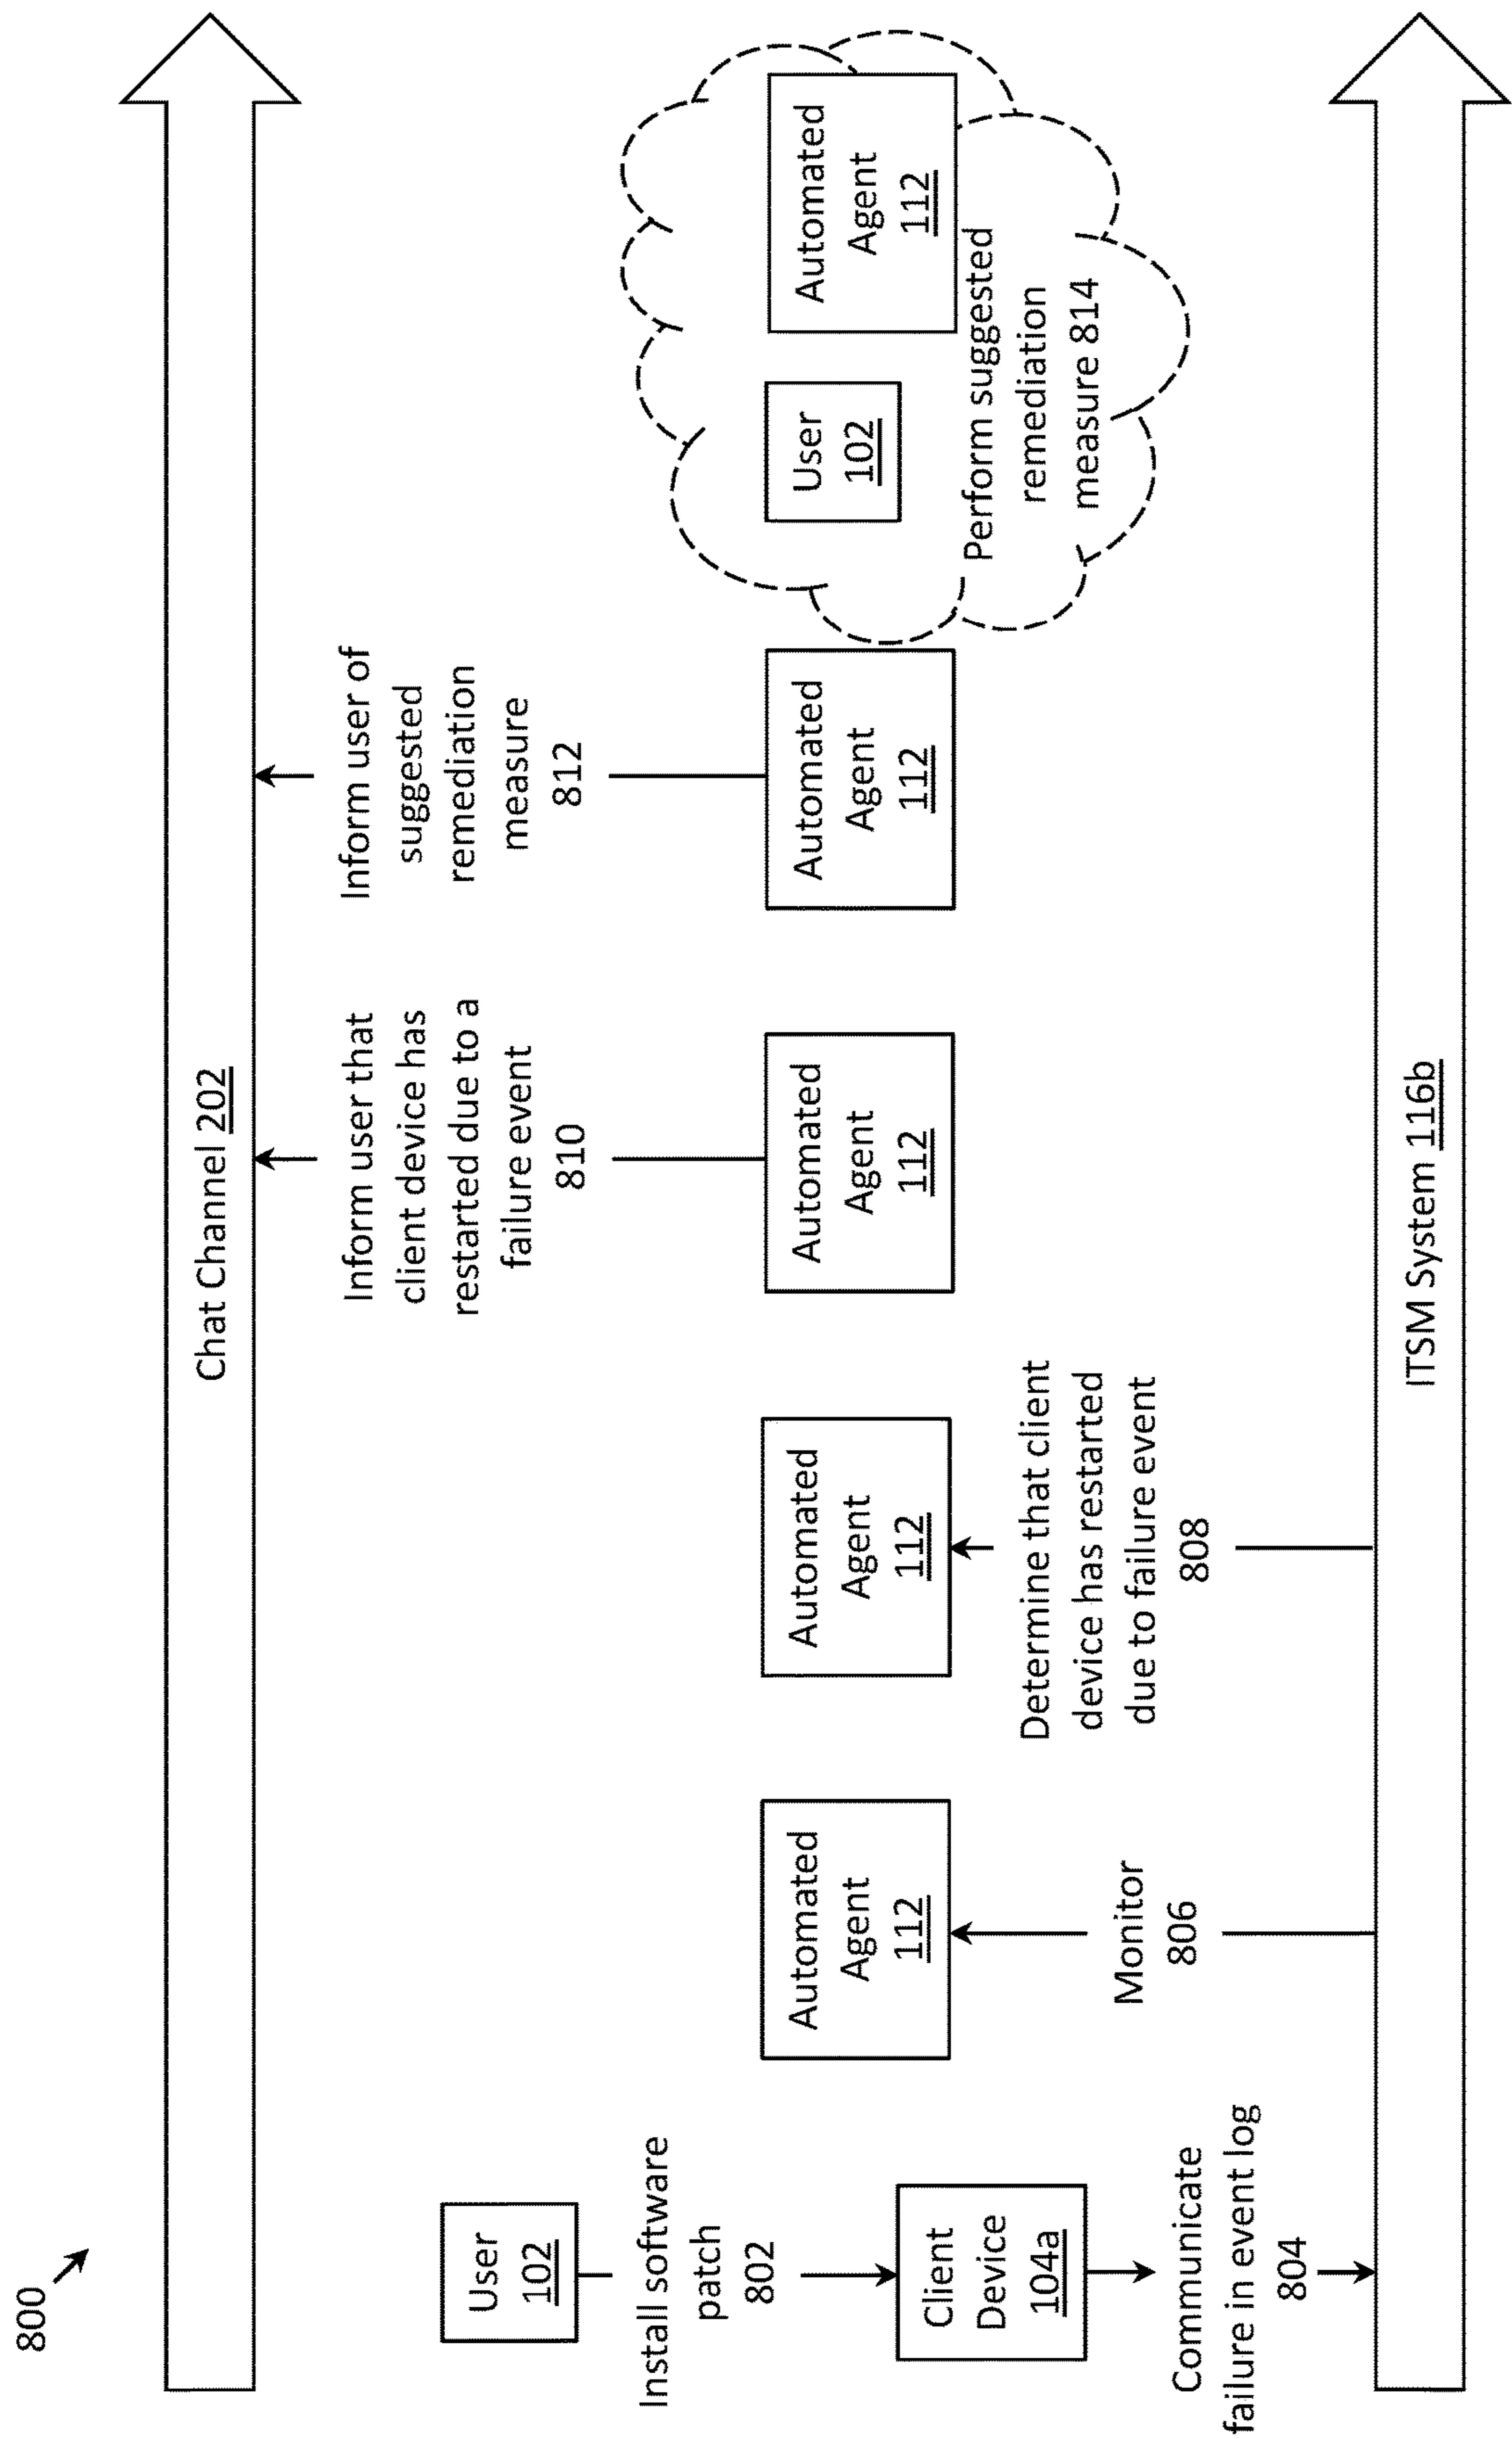 800
Chat Channel 202
User
102
Install software
patch
802
Client
Device
104a
Communicate
failure in event log
804
Automated
Agent
112
Monitor
806
Automated
Agent
112
Determine that client
device has restarted
due to failure event
808
Inform user that
client device has
restarted due to a
failure event
810
Automated
Agent
112
Inform user of
suggested
remediation
measure
812
Automated
Agent
112
User
102
Automated
Agent
112
Perform suggested
remediation
measure 814
ITSM System 116b